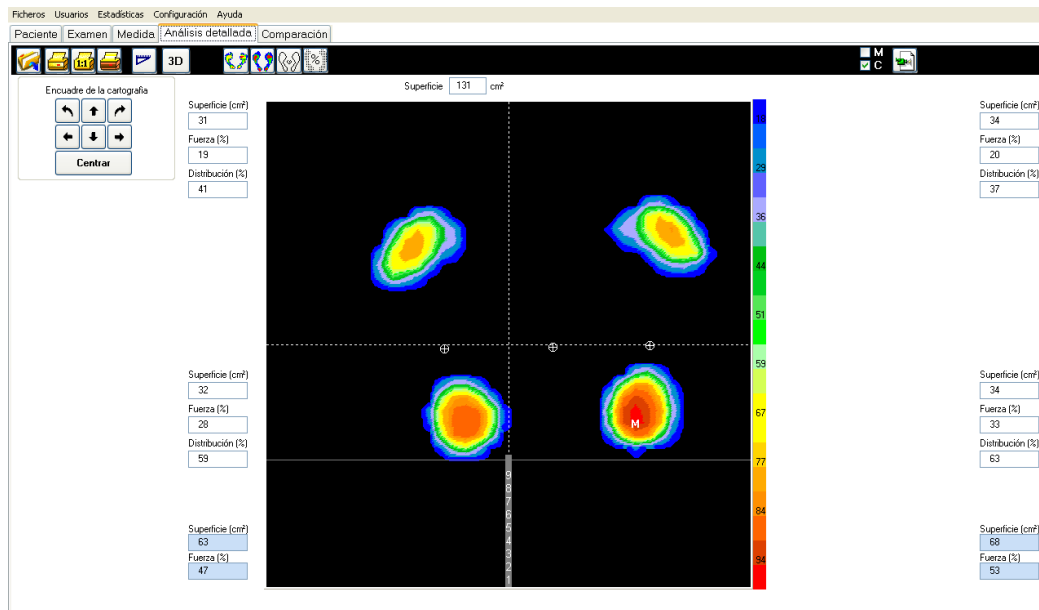 Ficheros Usuarios Estadísticas Configuración Ayuda
Paciente Examen Medida Análisis detallada Comparación
1:1 3D % M
C
Encuadre de la cartografia
Centrar
Superficie 131 cm²
Superficie (cm²)
31
Fuerza (%)
19
Distribución (%)
41
Superficie (cm²)
32
Fuerza (%)
28
Distribución (%)
59
Superficie (cm²)
63
Fuerza (%)
47
M
9
8
7
6
5
4
3
2
1
29
36
44
51
59
67
77
84
94
Superficie (cm²)
34
Fuerza (%)
20
Distribución (%)
37
Superficie (cm²)
34
Fuerza (%)
33
Distribución (%)
63
Superficie (cm²)
68
Fuerza (%)
53